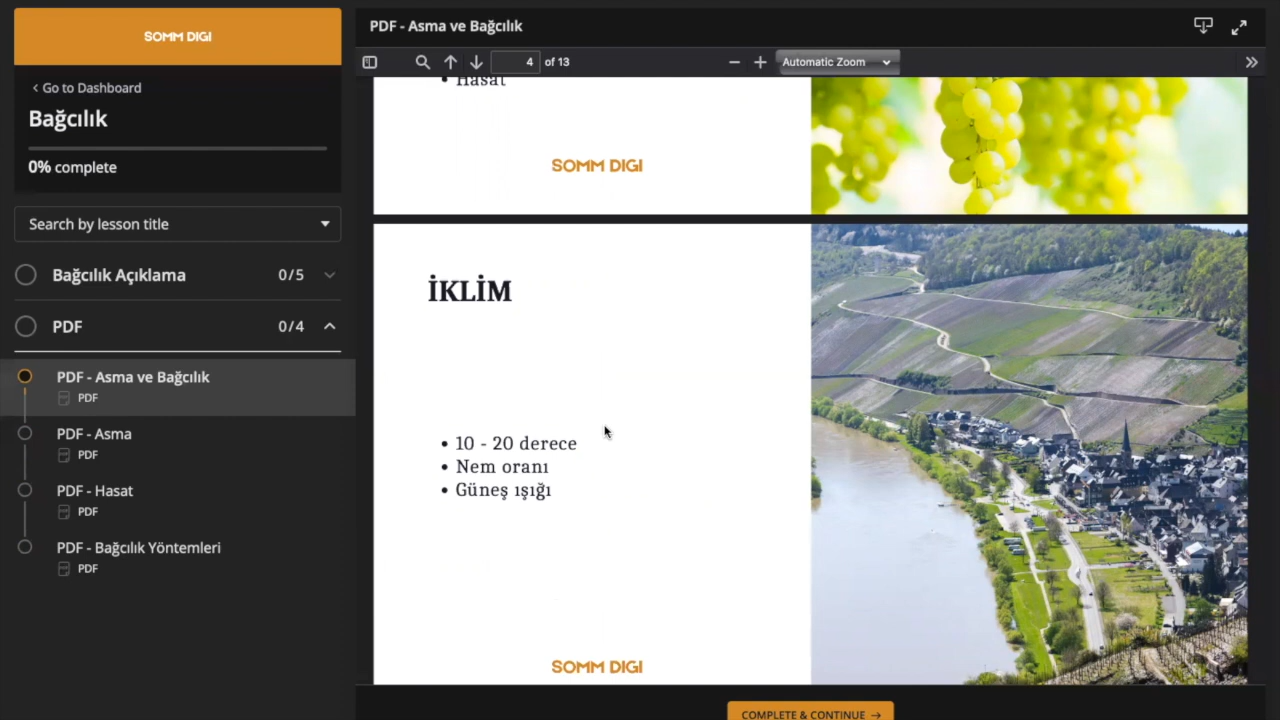 SOMM DIGI
Go to Dashboard
Bağcılık
0% complete
Search by lesson title
Bağcılık Açıklama 0/5
PDF 0/4
PDF - Asma ve Bağcılık
PDF
PDF - Asma
PDF
PDF - Hasat
PDF
PDF - Bağcılık Yöntemleri
PDF
PDF - Asma ve Bağcılık
4 of 13
Automatic Zoom
• Hasat
SOMM DIGI
İKLİM
• 10 - 20 derece
• Nem oranı
• Güneş ışığı
SOMM DIGI
COMPLETE & CONTINUE →